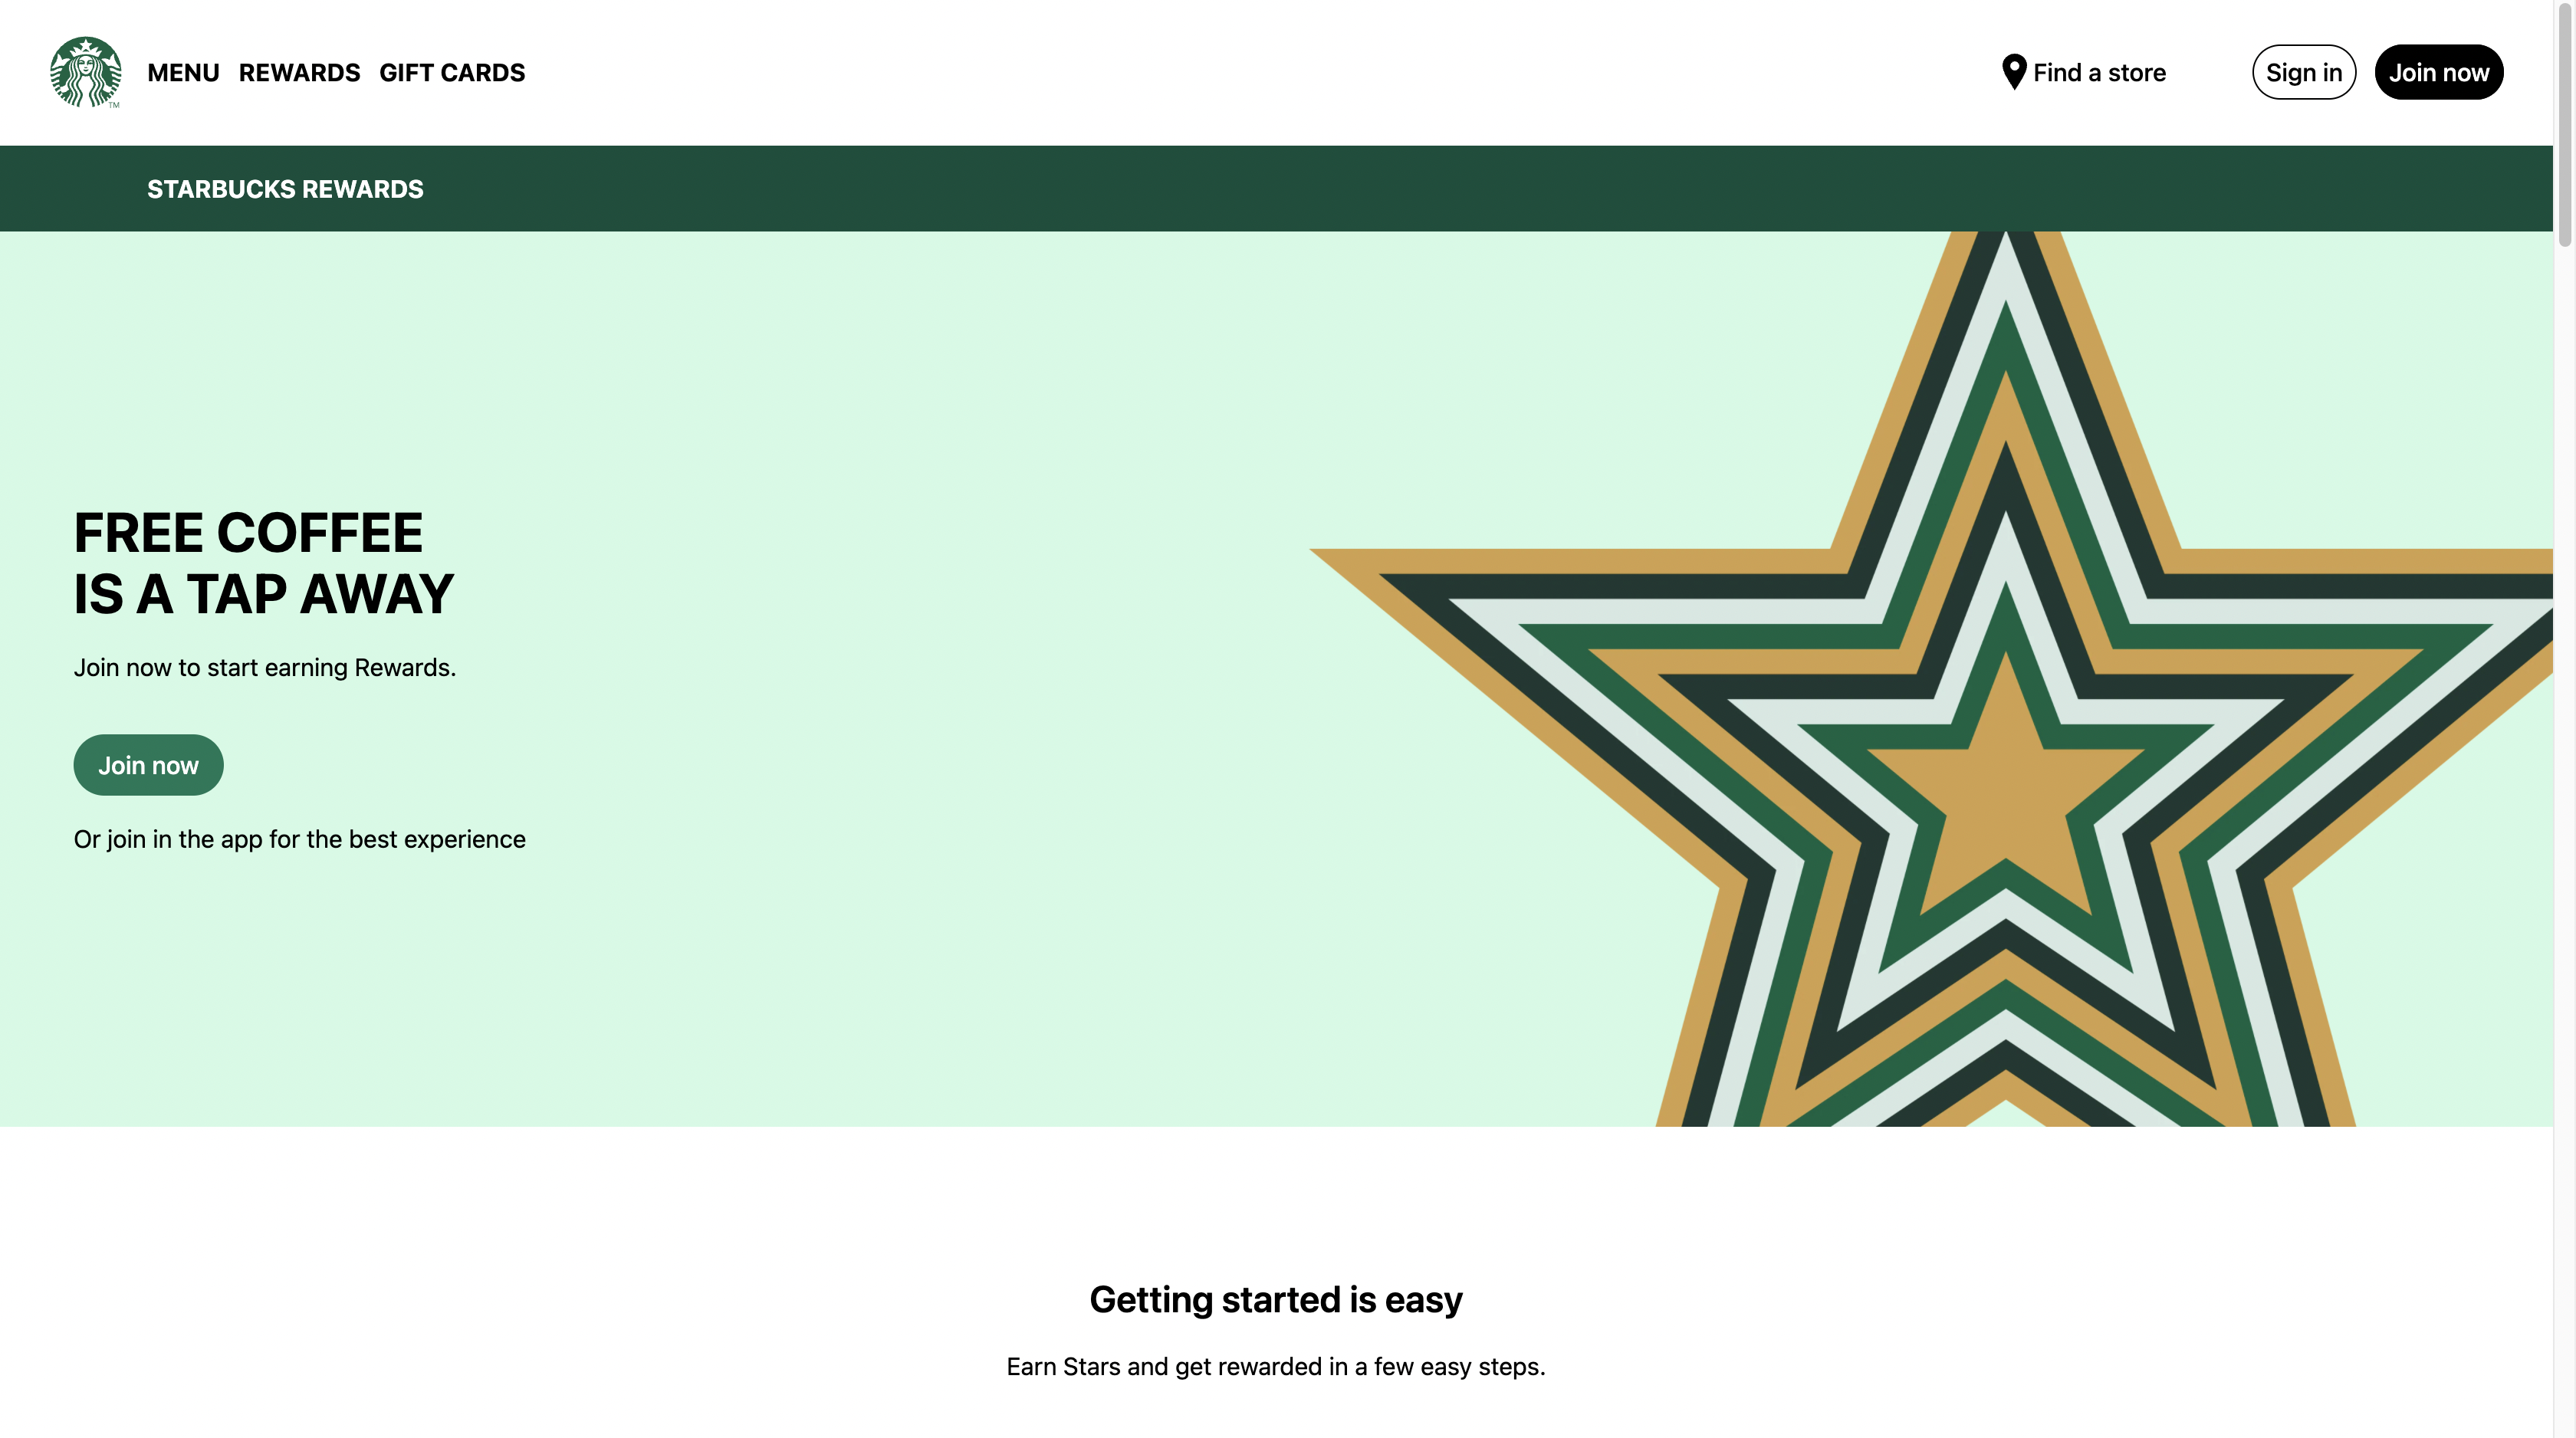 TM
MENU REWARDS GIFT CARDS
Find a store
Sign in
Join now
STARBUCKS REWARDS
FREE COFFEE
IS A TAP AWAY
Join now to start earning Rewards.
Join now
Or join in the app for the best experience
Getting started is easy
Earn Stars and get rewarded in a few easy steps.